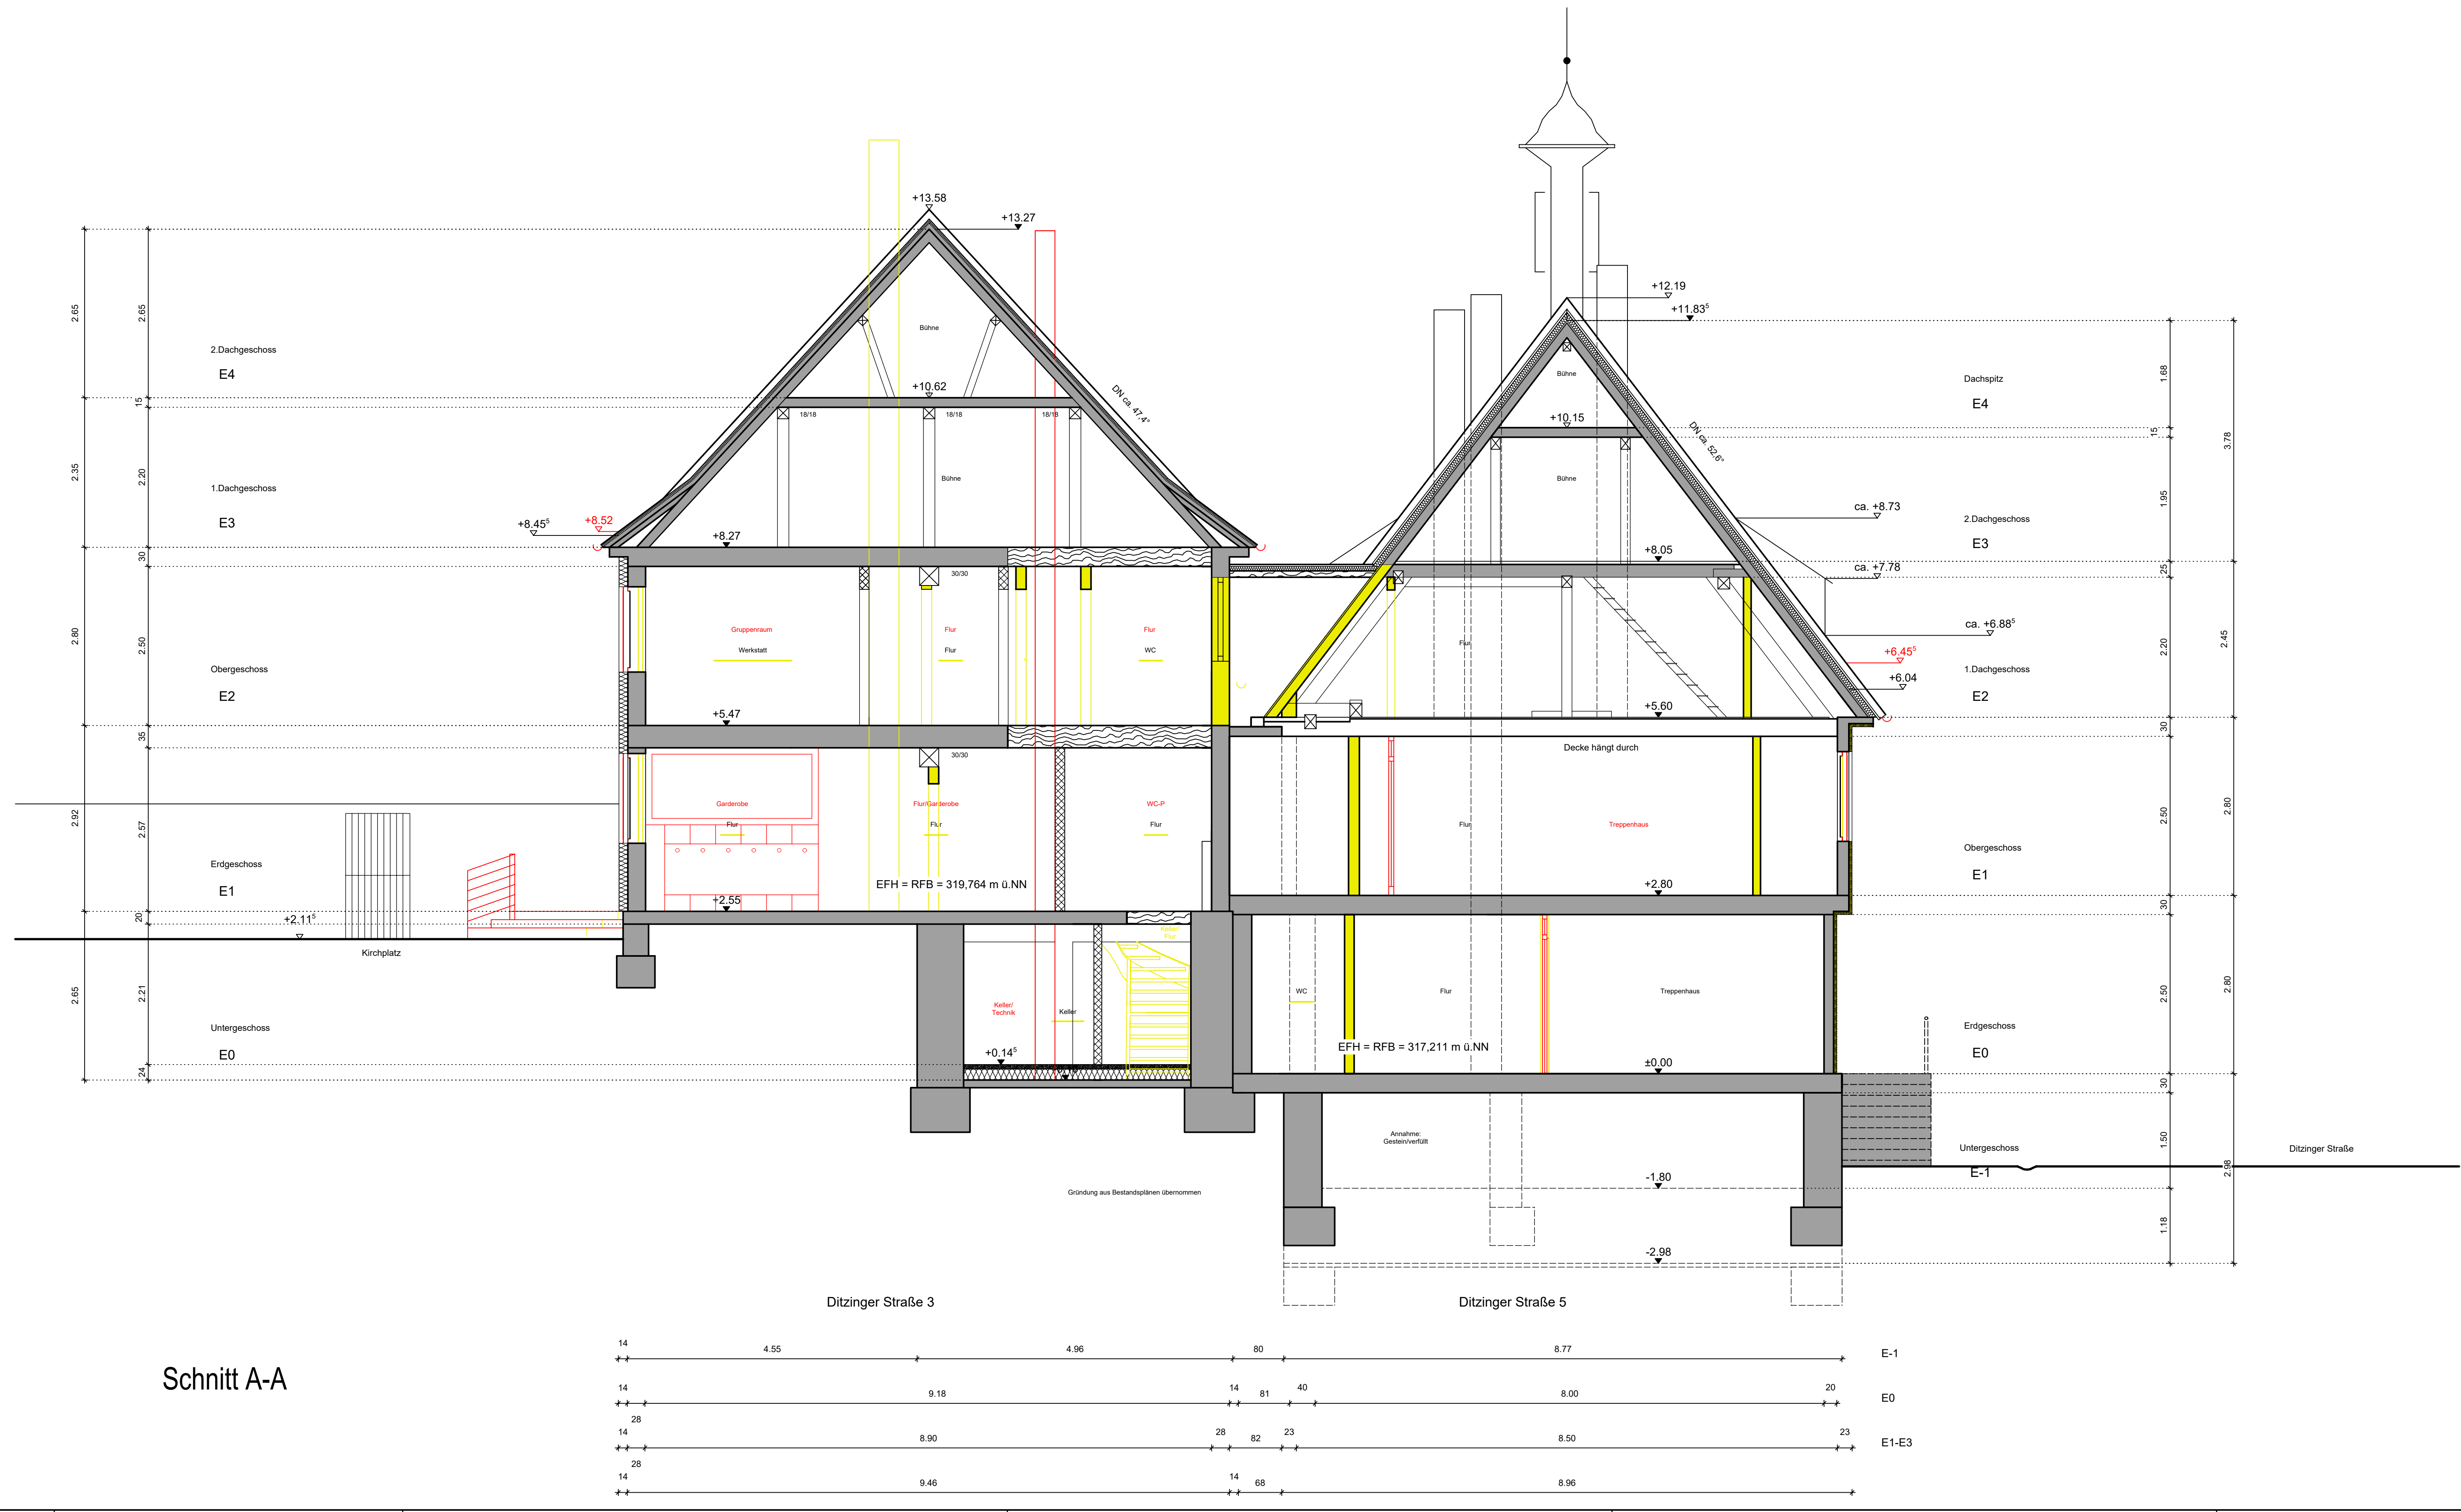 +13.58
+13.27
+12.19
+11.83⁵
2.65
2.65
Bühne
2.Dachgeschoss
E4
+10.62
DN ca. 47,4°
15
18/18
18/18
18/18
Bühne
1.68
Dachspitz
E4
+10.15
DN ca. 52,6°
15
3.78
2.35
2.20
1.Dachgeschoss
E3
Bühne
Bühne
1.95
ca. +8.73
2.Dachgeschoss
E3
+8.45⁵
+8.52
+8.27
+8.05
30
30/30
ca. +7.78
25
2.80
2.50
Gruppenraum
Werkstatt
Flur
Flur
Flur
WC
Flur
ca. +6.88⁵
+6.45⁵
+6.04
2.20
2.45
Obergeschoss
E2
1.Dachgeschoss
E2
+5.47
+5.60
35
30/30
Decke hängt durch
30
2.92
2.57
Garderobe
Flur
Flur/Garderobe
Flur
WC-P
Flur
Flur
Treppenhaus
2.50
2.80
Erdgeschoss
E1
Obergeschoss
E1
EFH = RFB = 319,764 m ü.NN
+2.55
+2.80
20
+2.11⁵
Kirchplatz
30
Keller/
Flur
2.65
2.21
Keller/
Technik
Keller
WC
Flur
Treppenhaus
2.50
2.80
Untergeschoss
E0
Erdgeschoss
E0
+0.14⁵
EFH = RFB = 317,211 m ü.NN
±0.00
24
30
Annahme:
Gestein/verfüllt
1.50
Untergeschoss
E-1
2.98
Ditzinger Straße
Gründung aus Bestandsplänen übernommen
-1.80
1.18
-2.98
Ditzinger Straße 3
Ditzinger Straße 5
Schnitt A-A
14
4.55
4.96
80
8.77
E-1
14
9.18
14
81
40
8.00
20
E0
28
14
8.90
28
82
23
8.50
23
E1-E3
28
14
9.46
14
68
8.96